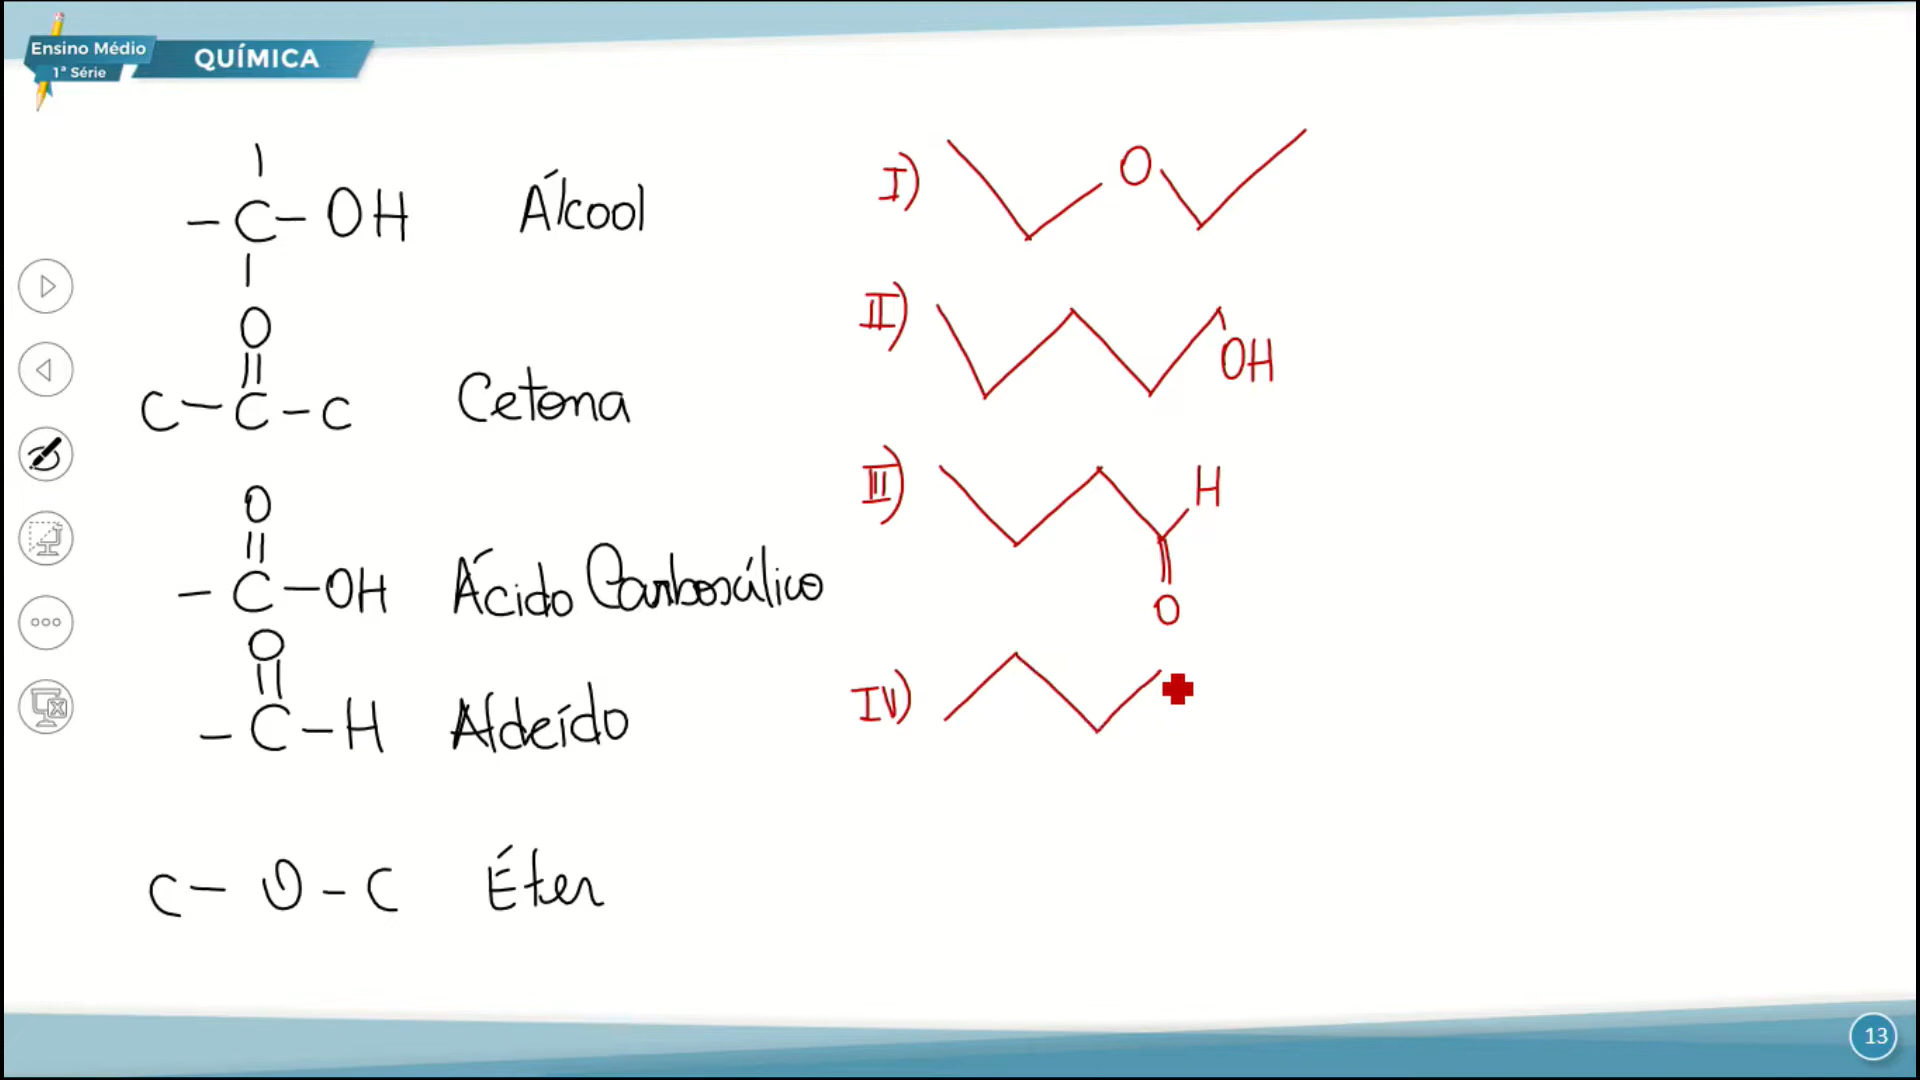 Ensino Médio
1ª Série
QUÍMICA
– C – OH Álcool
O
C – C – C Cetona
O
– C – OH Ácido Carboxílico
O
– C – H Aldeído
C – O – C Éter
I) O
II) OH
III) H
O
IV)
13